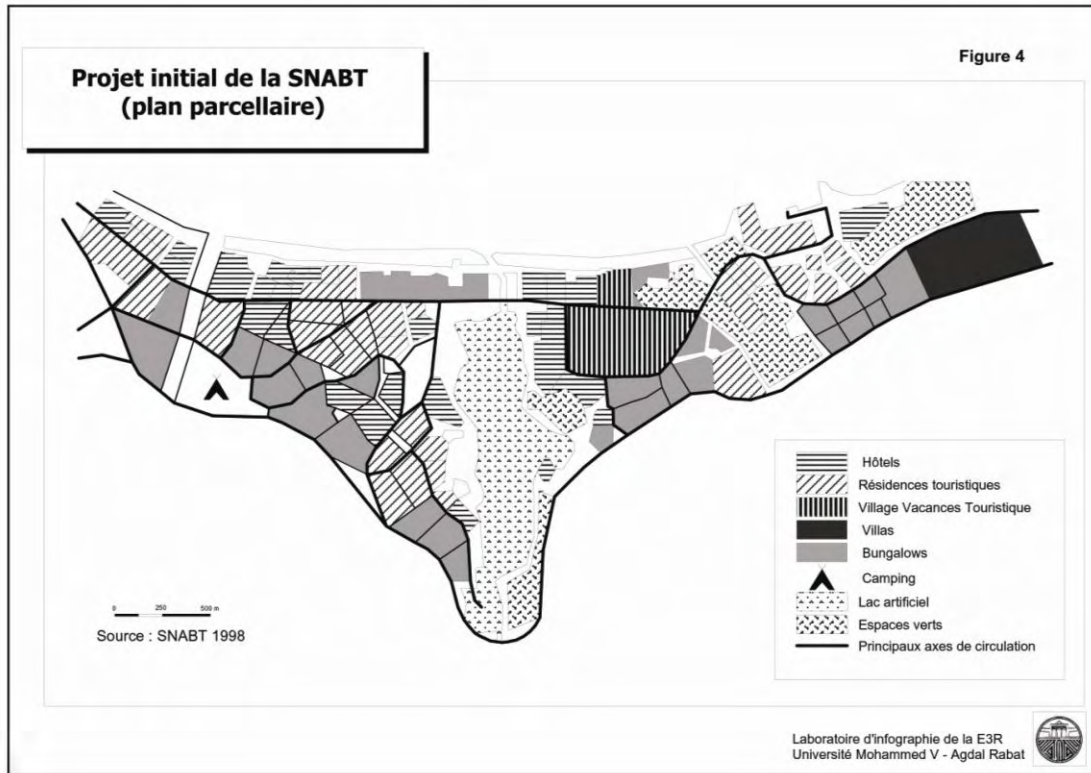 Figure 4
Projet initial de la SNABT
(plan parcellaire)
Hôtels
Résidences touristiques
Village Vacances Touristique
Villas
Bungalows
Camping
Lac artificiel
Espaces verts
Principaux axes de circulation
0 250 500 m
Source : SNABT 1998
Laboratoire d'infographie de la E3R
Université Mohammed V - Agdal Rabat